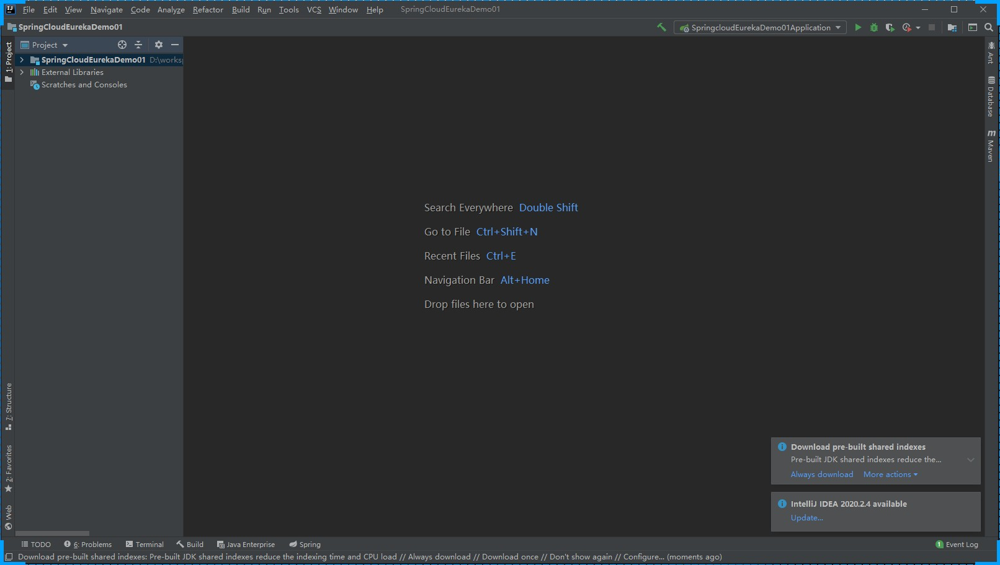 File Edit View Navigate Code Analyze Refactor Build Run Tools VCS Window Help SpringCloudEurekaDemo01
SpringCloudEurekaDemo01 SpringcloudEurekaDemo01Application
Project
SpringCloudEurekaDemo01 D:\works
External Libraries
Scratches and Consoles
1: Project
7: Structure
2: Favorites
Web
Search Everywhere Double Shift
Go to File Ctrl+Shift+N
Recent Files Ctrl+E
Navigation Bar Alt+Home
Drop files here to open
Ant
Database
m Maven
Download pre-built shared indexes
Pre-built JDK shared indexes reduce the...
Always download More actions
IntelliJ IDEA 2020.2.4 available
Update...
TODO 6: Problems Terminal Build Java Enterprise Spring 1 Event Log
Download pre-built shared indexes: Pre-built JDK shared indexes reduce the indexing time and CPU load // Always download // Download once // Don't show again // Configure... (moments ago)